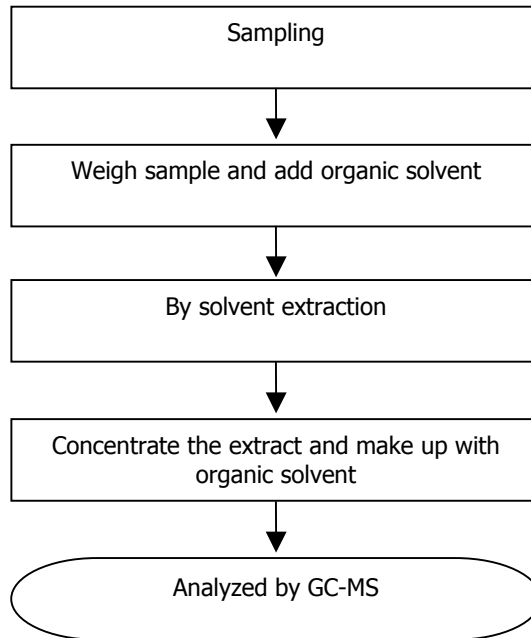 Sampling
Weigh sample and add organic solvent
By solvent extraction
Concentrate the extract and make up with
organic solvent
Analyzed by GC-MS